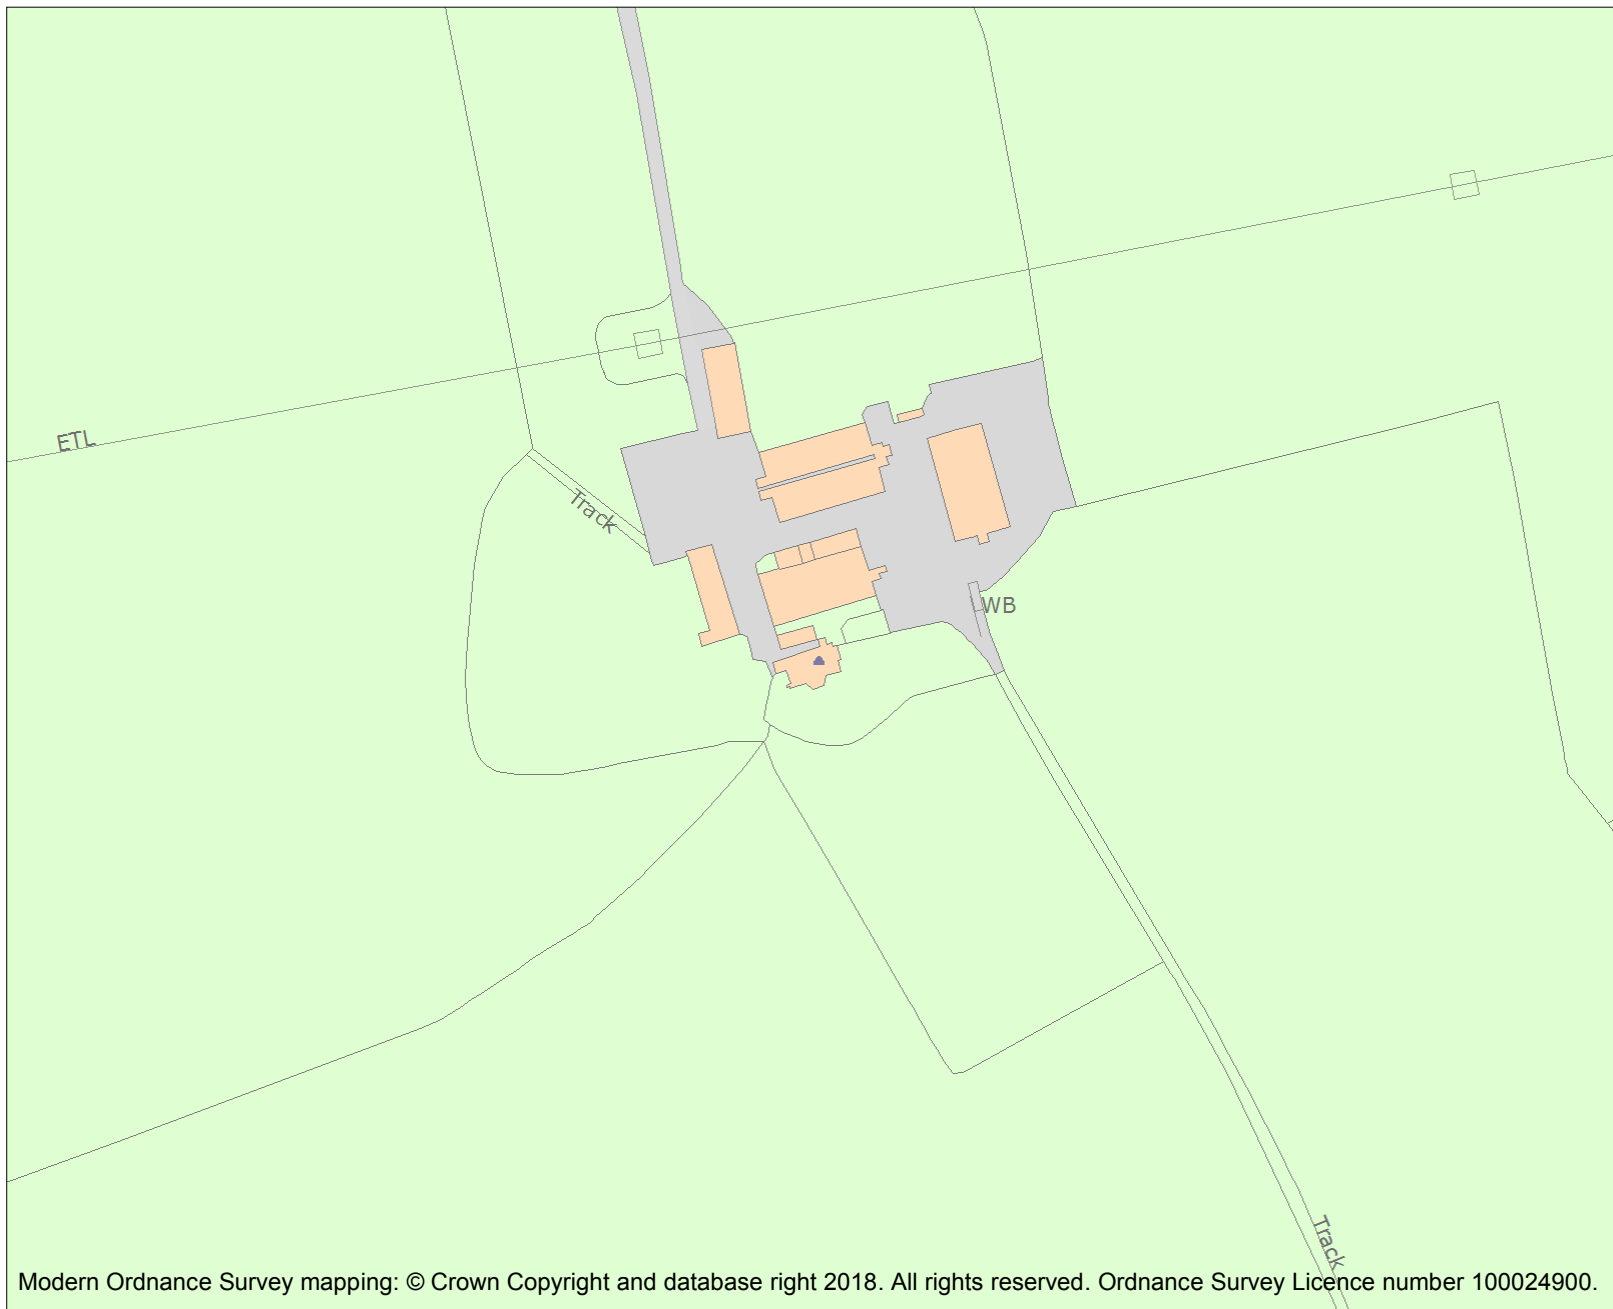 ETL
Track
WB
Track
Modern Ordnance Survey mapping: © Crown Copyright and database right 2018. All rights reserved. Ordnance Survey Licence number 100024900.